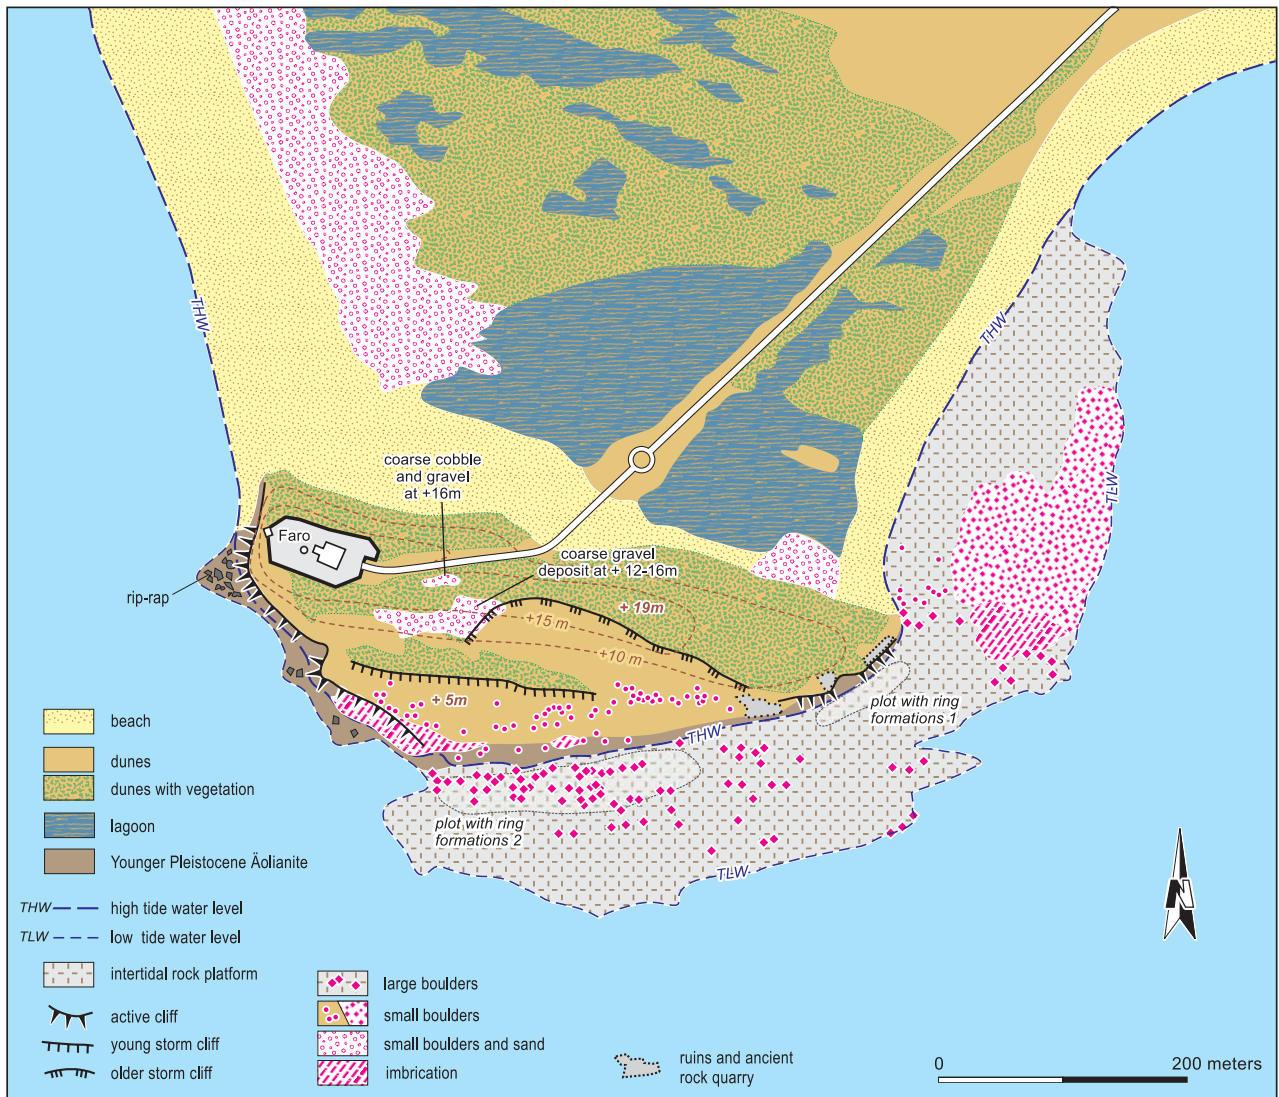 THW
THW
coarse cobble
and gravel
at +16m
TLW
Faro
coarse gravel
deposit at + 12-16m
rip-rap
+ 19m
+15 m
+10 m
+ 5m
plot with ring
formations 1
THW
plot with ring
formations 2
TLW
beach
dunes
dunes with vegetation
lagoon
Younger Pleistocene Äolianite
THW high tide water level
TLW low tide water level
intertidal rock platform
active cliff
young storm cliff
older storm cliff
large boulders
small boulders
small boulders and sand
imbrication
ruins and ancient
rock quarry
N
0 200 meters